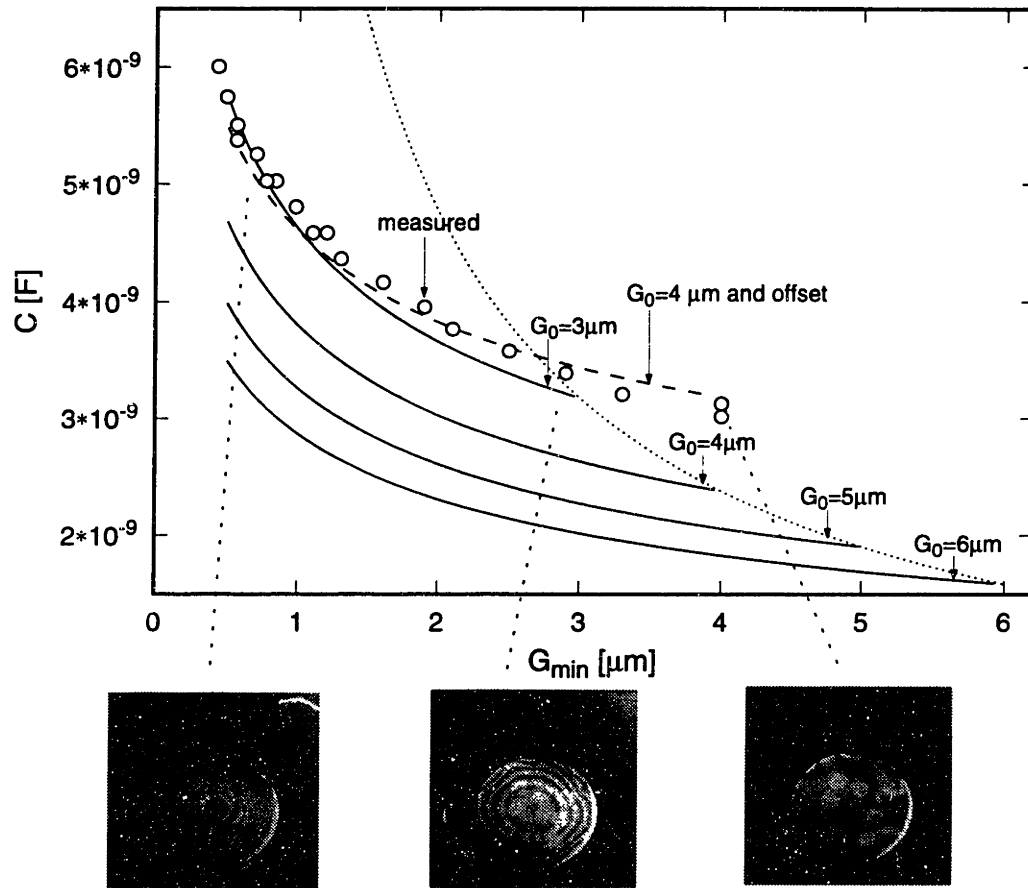 6*10⁻⁹
5*10⁻⁹
4*10⁻⁹
3*10⁻⁹
2*10⁻⁹
C [F]
measured
G₀=4 μm and offset
G₀=3μm
G₀=4μm
G₀=5μm
G₀=6μm
0 1 2 3 4 5 6
Gmin [μm]